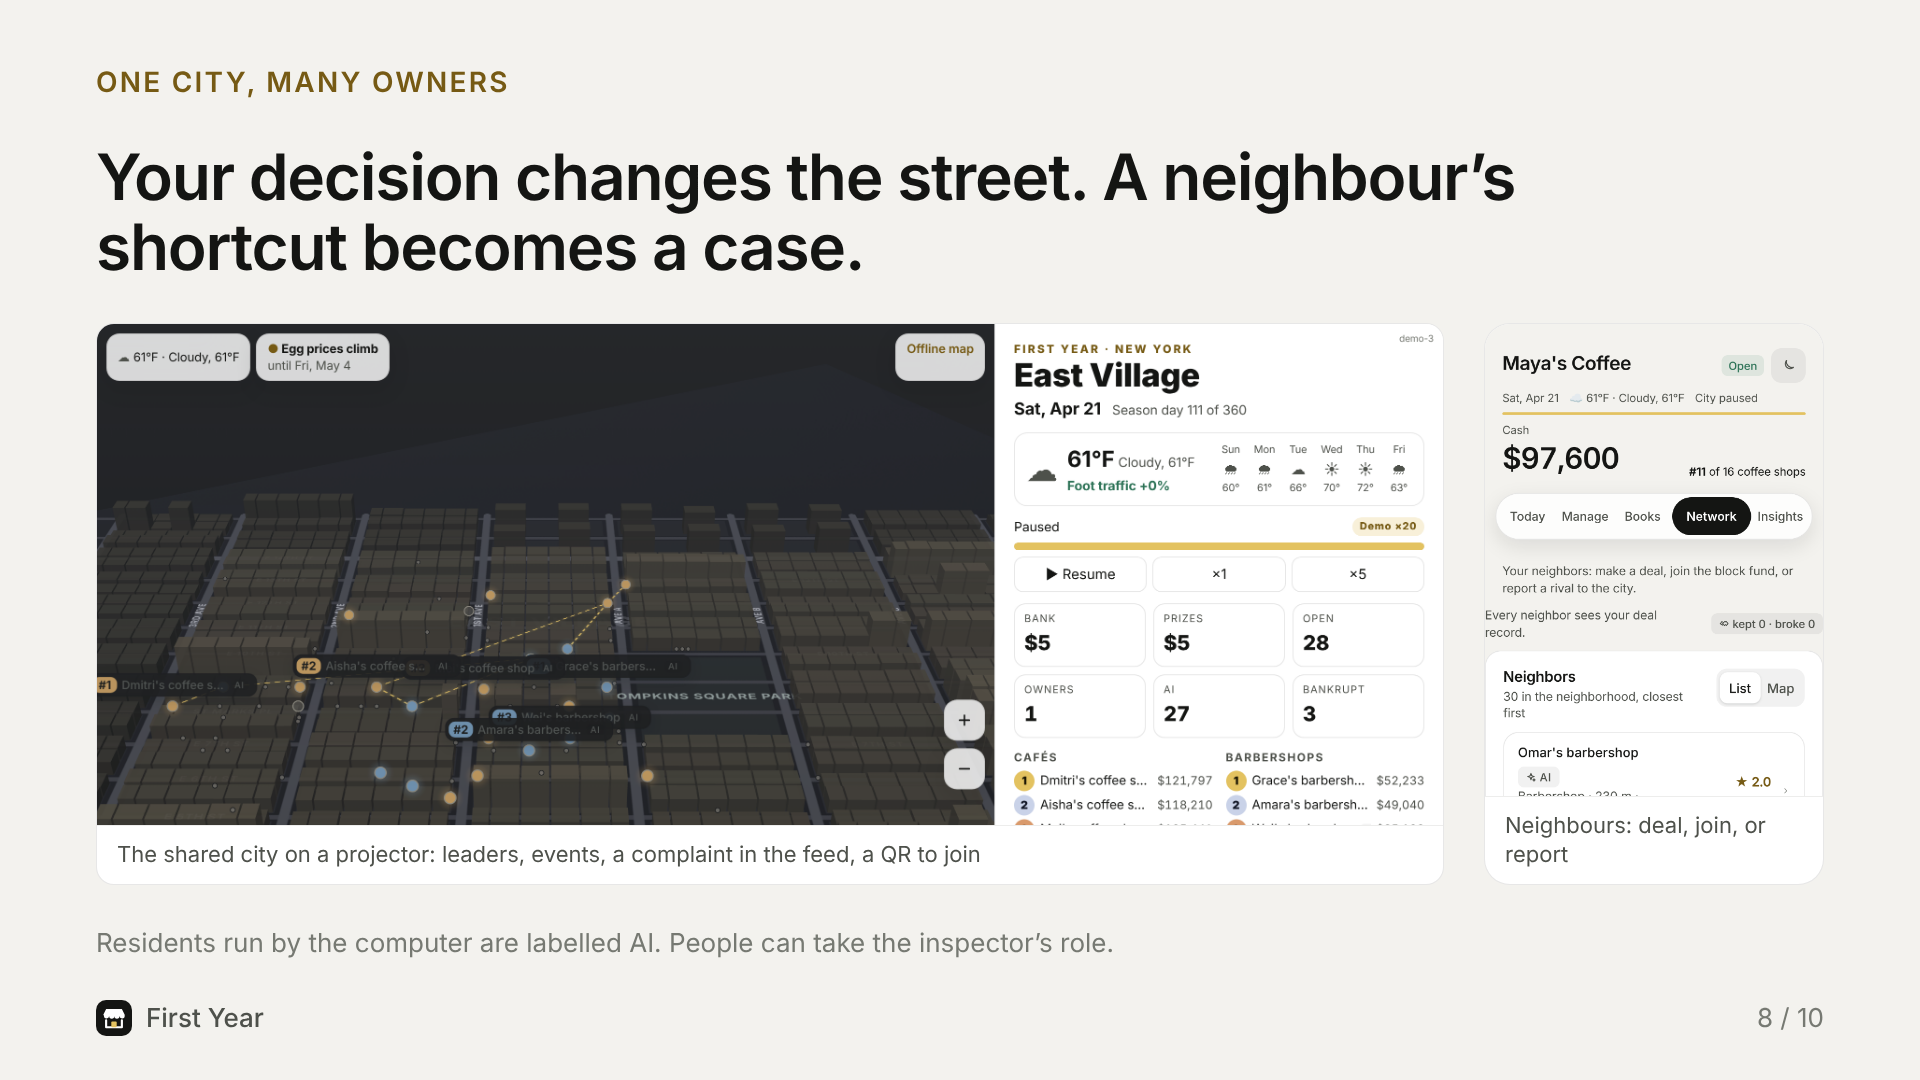 ONE CITY, MANY OWNERS
Your decision changes the street. A neighbour’s
shortcut becomes a case.
61°F · Cloudy, 61°F
Egg prices climb
until Fri, May 4
Offline map
#2 Aisha's coffee s... AI
s coffee shop AI
race's barbers... AI
#1 Dmitri's coffee s... AI
OMPKINS SQUARE PAR
#3 Wei's barbershop AI
#2 Amara's barbers... AI
+
−
demo-3
FIRST YEAR · NEW YORK
East Village
Sat, Apr 21 Season day 111 of 360
61°F Cloudy, 61°F
Foot traffic +0%
Sun Mon Tue Wed Thu Fri
60° 61° 66° 70° 72° 63°
Paused
Demo ×20
▶ Resume
×1
×5
BANK
$5
PRIZES
$5
OPEN
28
OWNERS
1
AI
27
BANKRUPT
3
CAFÉS
1 Dmitri's coffee s... $121,797
2 Aisha's coffee s... $118,210
BARBERSHOPS
1 Grace's barbersh... $52,233
2 Amara's barbersh... $49,040
The shared city on a projector: leaders, events, a complaint in the feed, a QR to join
Maya's Coffee
Open
Sat, Apr 21 61°F · Cloudy, 61°F City paused
Cash
$97,600
#11 of 16 coffee shops
Today Manage Books Network Insights
Your neighbors: make a deal, join the block fund, or
report a rival to the city.
Every neighbor sees your deal
record.
kept 0 · broke 0
Neighbors
30 in the neighborhood, closest
first
List Map
Omar's barbershop
AI
Barbershop · 230 m ·
★ 2.0
Neighbours: deal, join, or
report
Residents run by the computer are labelled AI. People can take the inspector’s role.
First Year
8 / 10